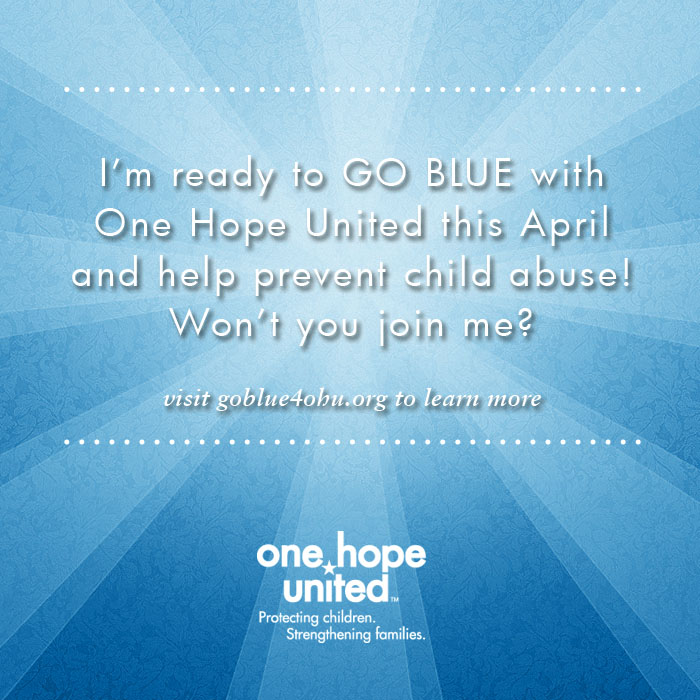 I'm ready to GO BLUE with
One Hope United this April
and help prevent child abuse!
Won't you join me?
visit goblue4ohu.org to learn more
one hope
united™
Protecting children.
Strengthening families.